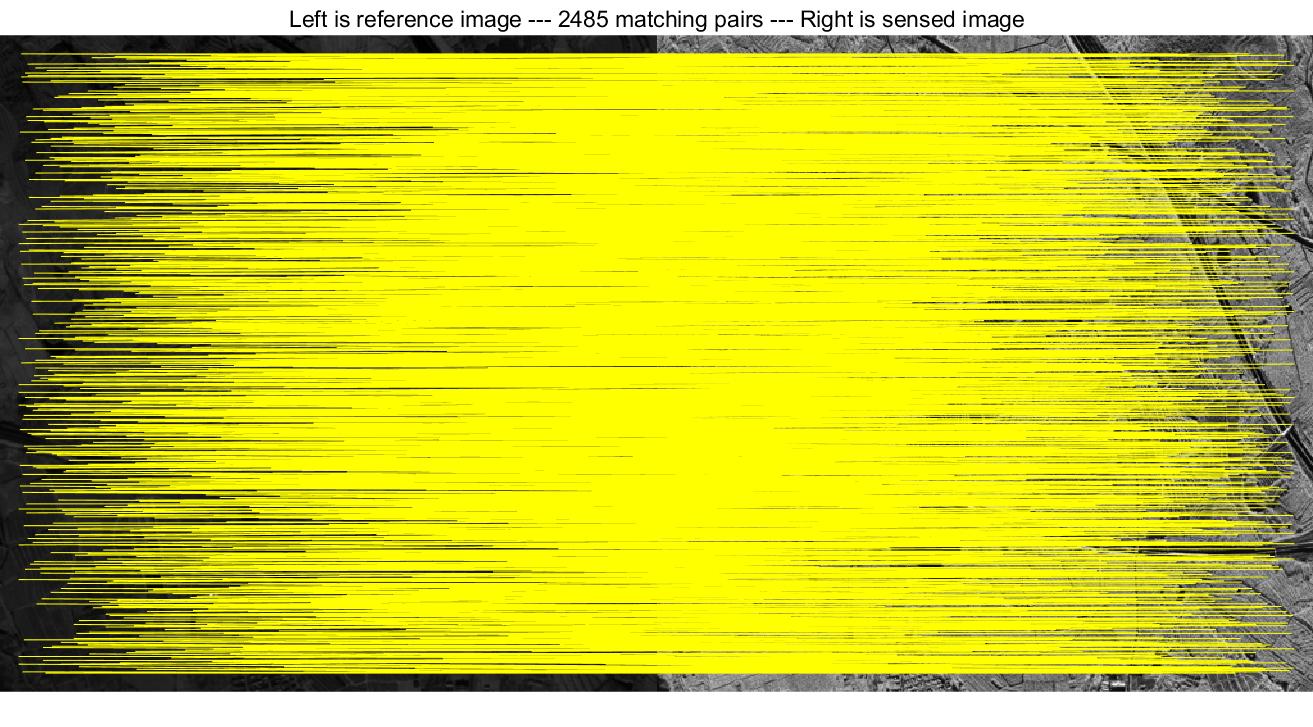 Left is reference image --- 2485 matching pairs --- Right is sensed image